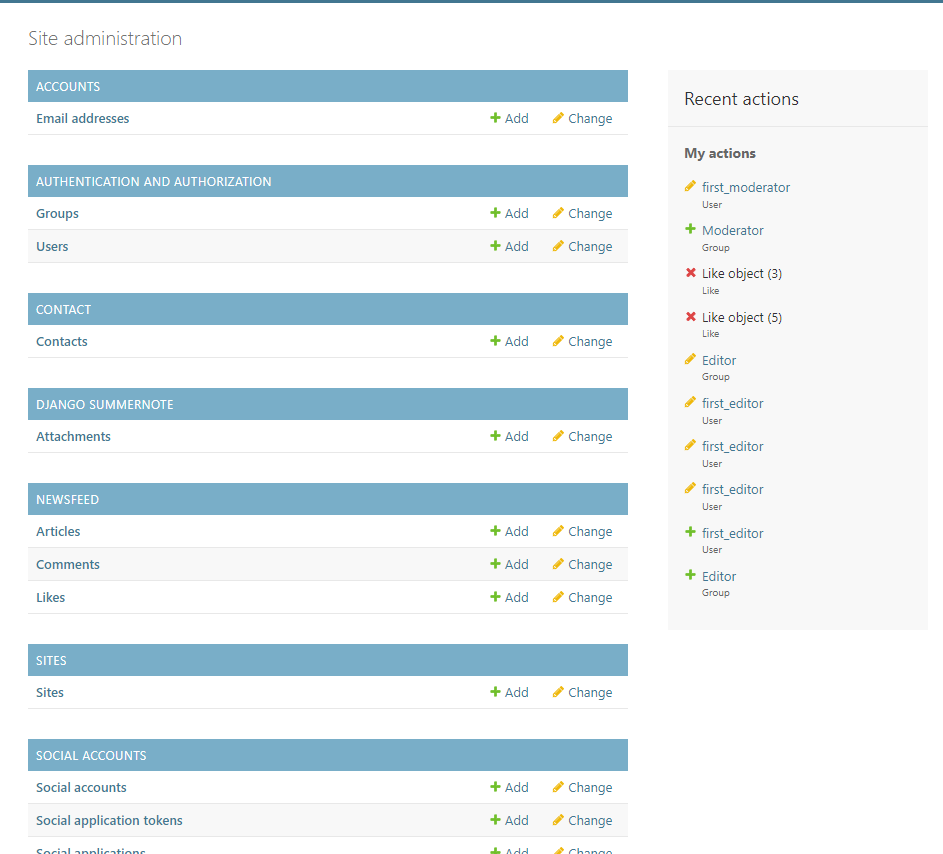 Site administration
ACCOUNTS
Email addresses Add Change
AUTHENTICATION AND AUTHORIZATION
Groups Add Change
Users Add Change
CONTACT
Contacts Add Change
DJANGO SUMMERNOTE
Attachments Add Change
NEWSFEED
Articles Add Change
Comments Add Change
Likes Add Change
SITES
Sites Add Change
SOCIAL ACCOUNTS
Social accounts Add Change
Social application tokens Add Change
Social applications Add Change
Recent actions
My actions
first_moderator
User
Moderator
Group
Like object (3)
Like
Like object (5)
Like
Editor
Group
first_editor
User
first_editor
User
first_editor
User
first_editor
User
Editor
Group